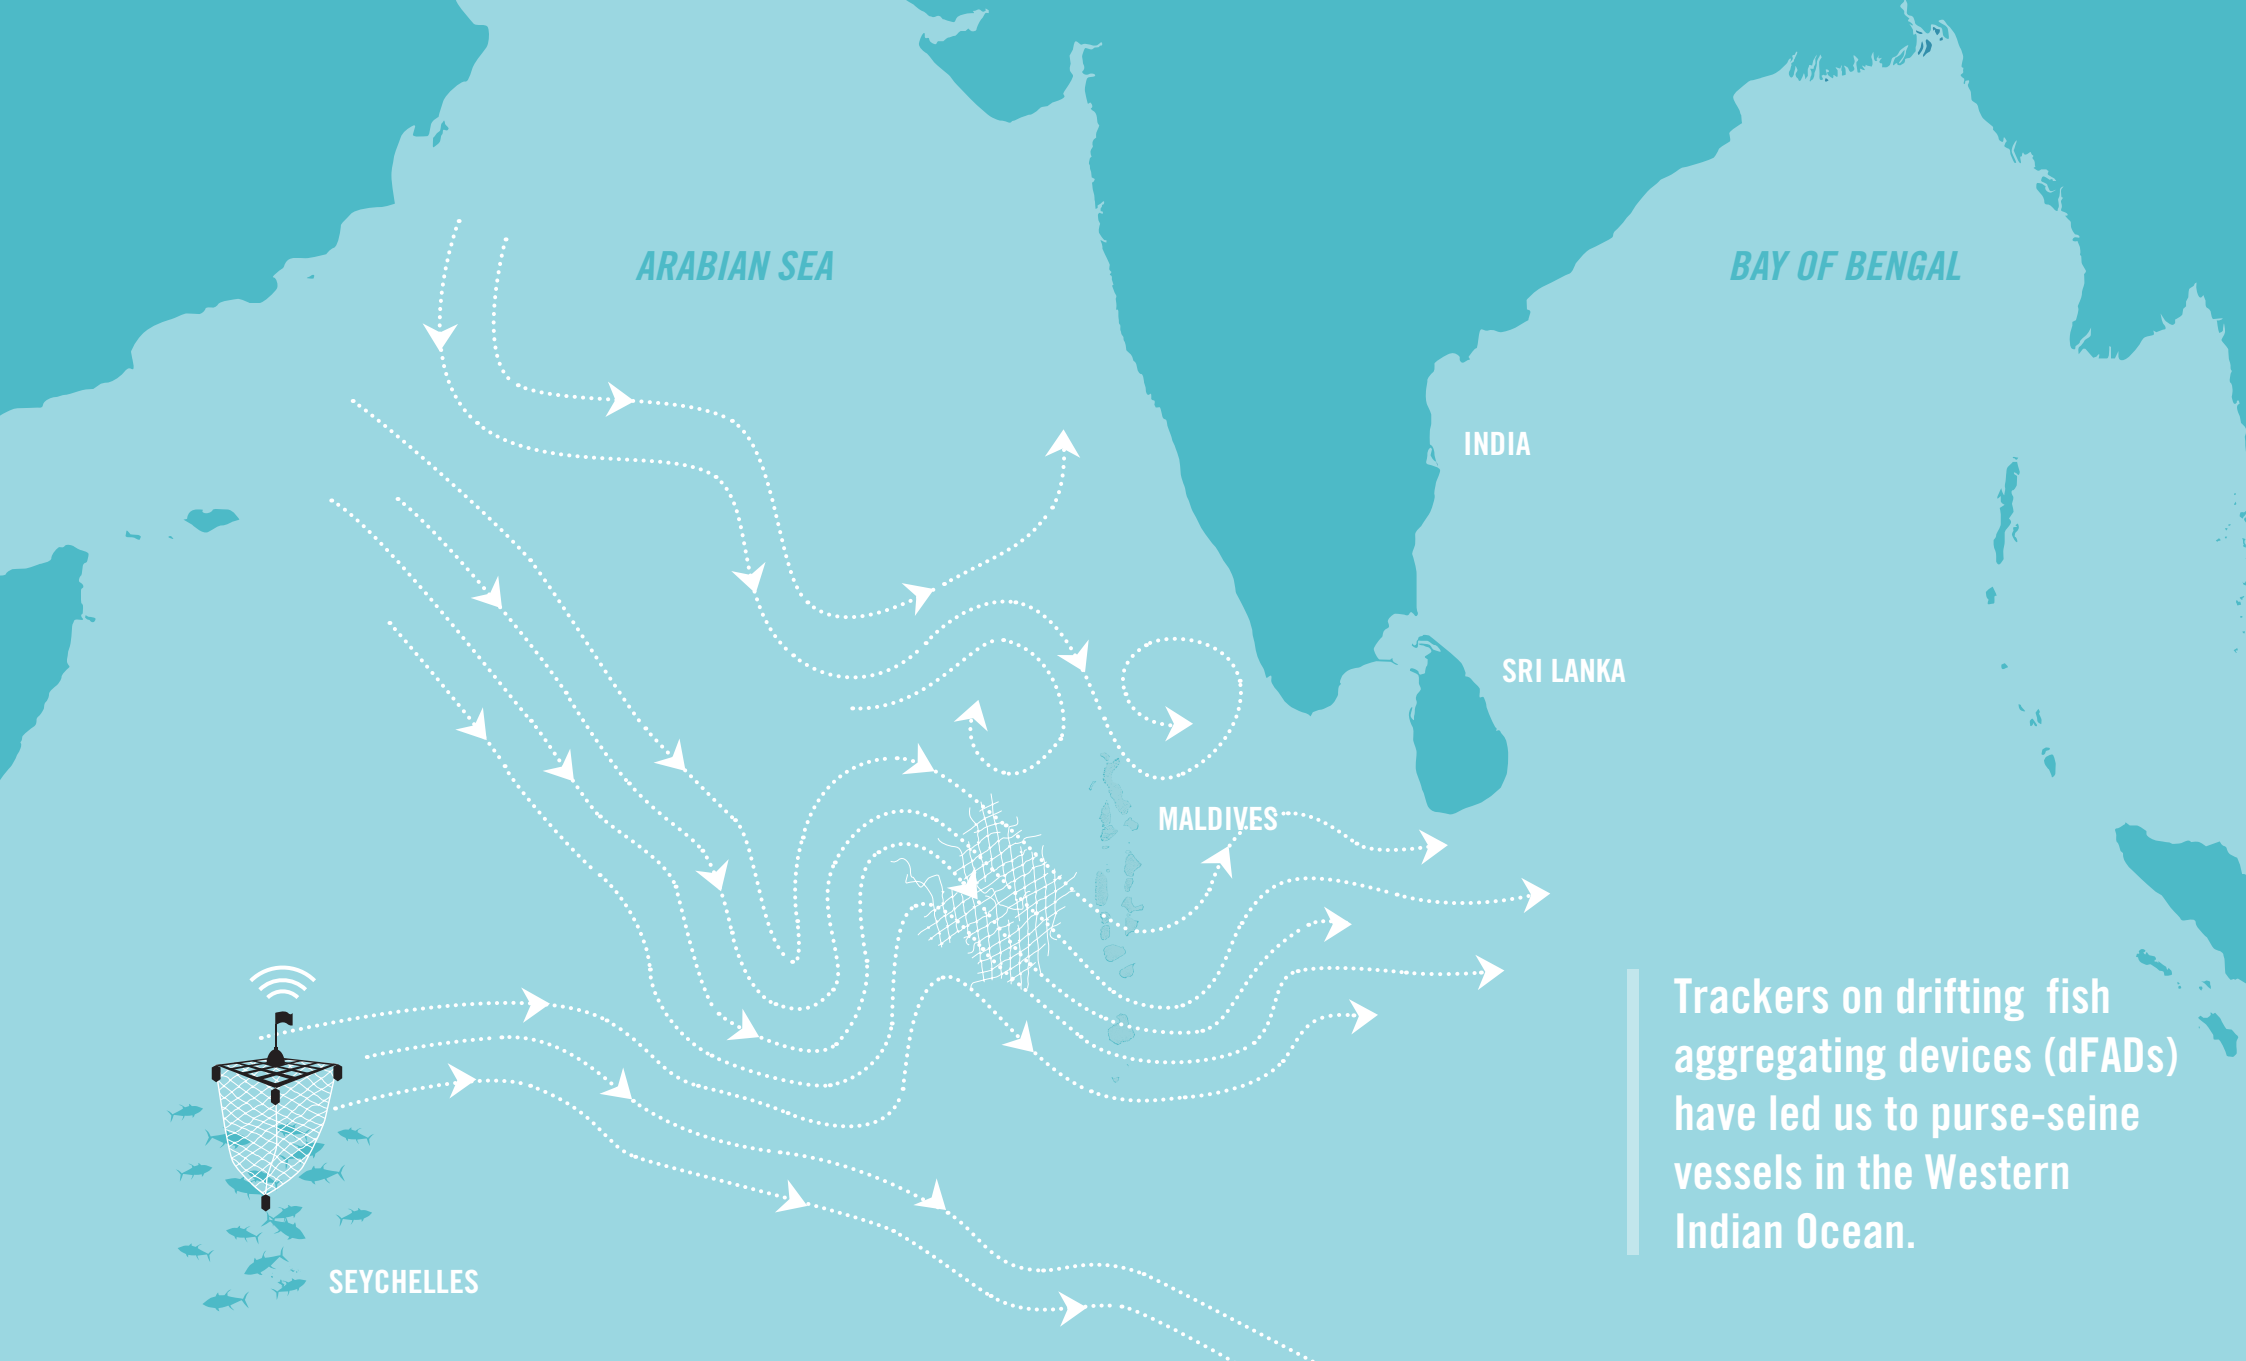 ARABIAN SEA
BAY OF BENGAL
INDIA
SRI LANKA
MALDIVES
Trackers on drifting fish
aggregating devices (dFADs)
have led us to purse-seine
vessels in the Western
Indian Ocean.
SEYCHELLES